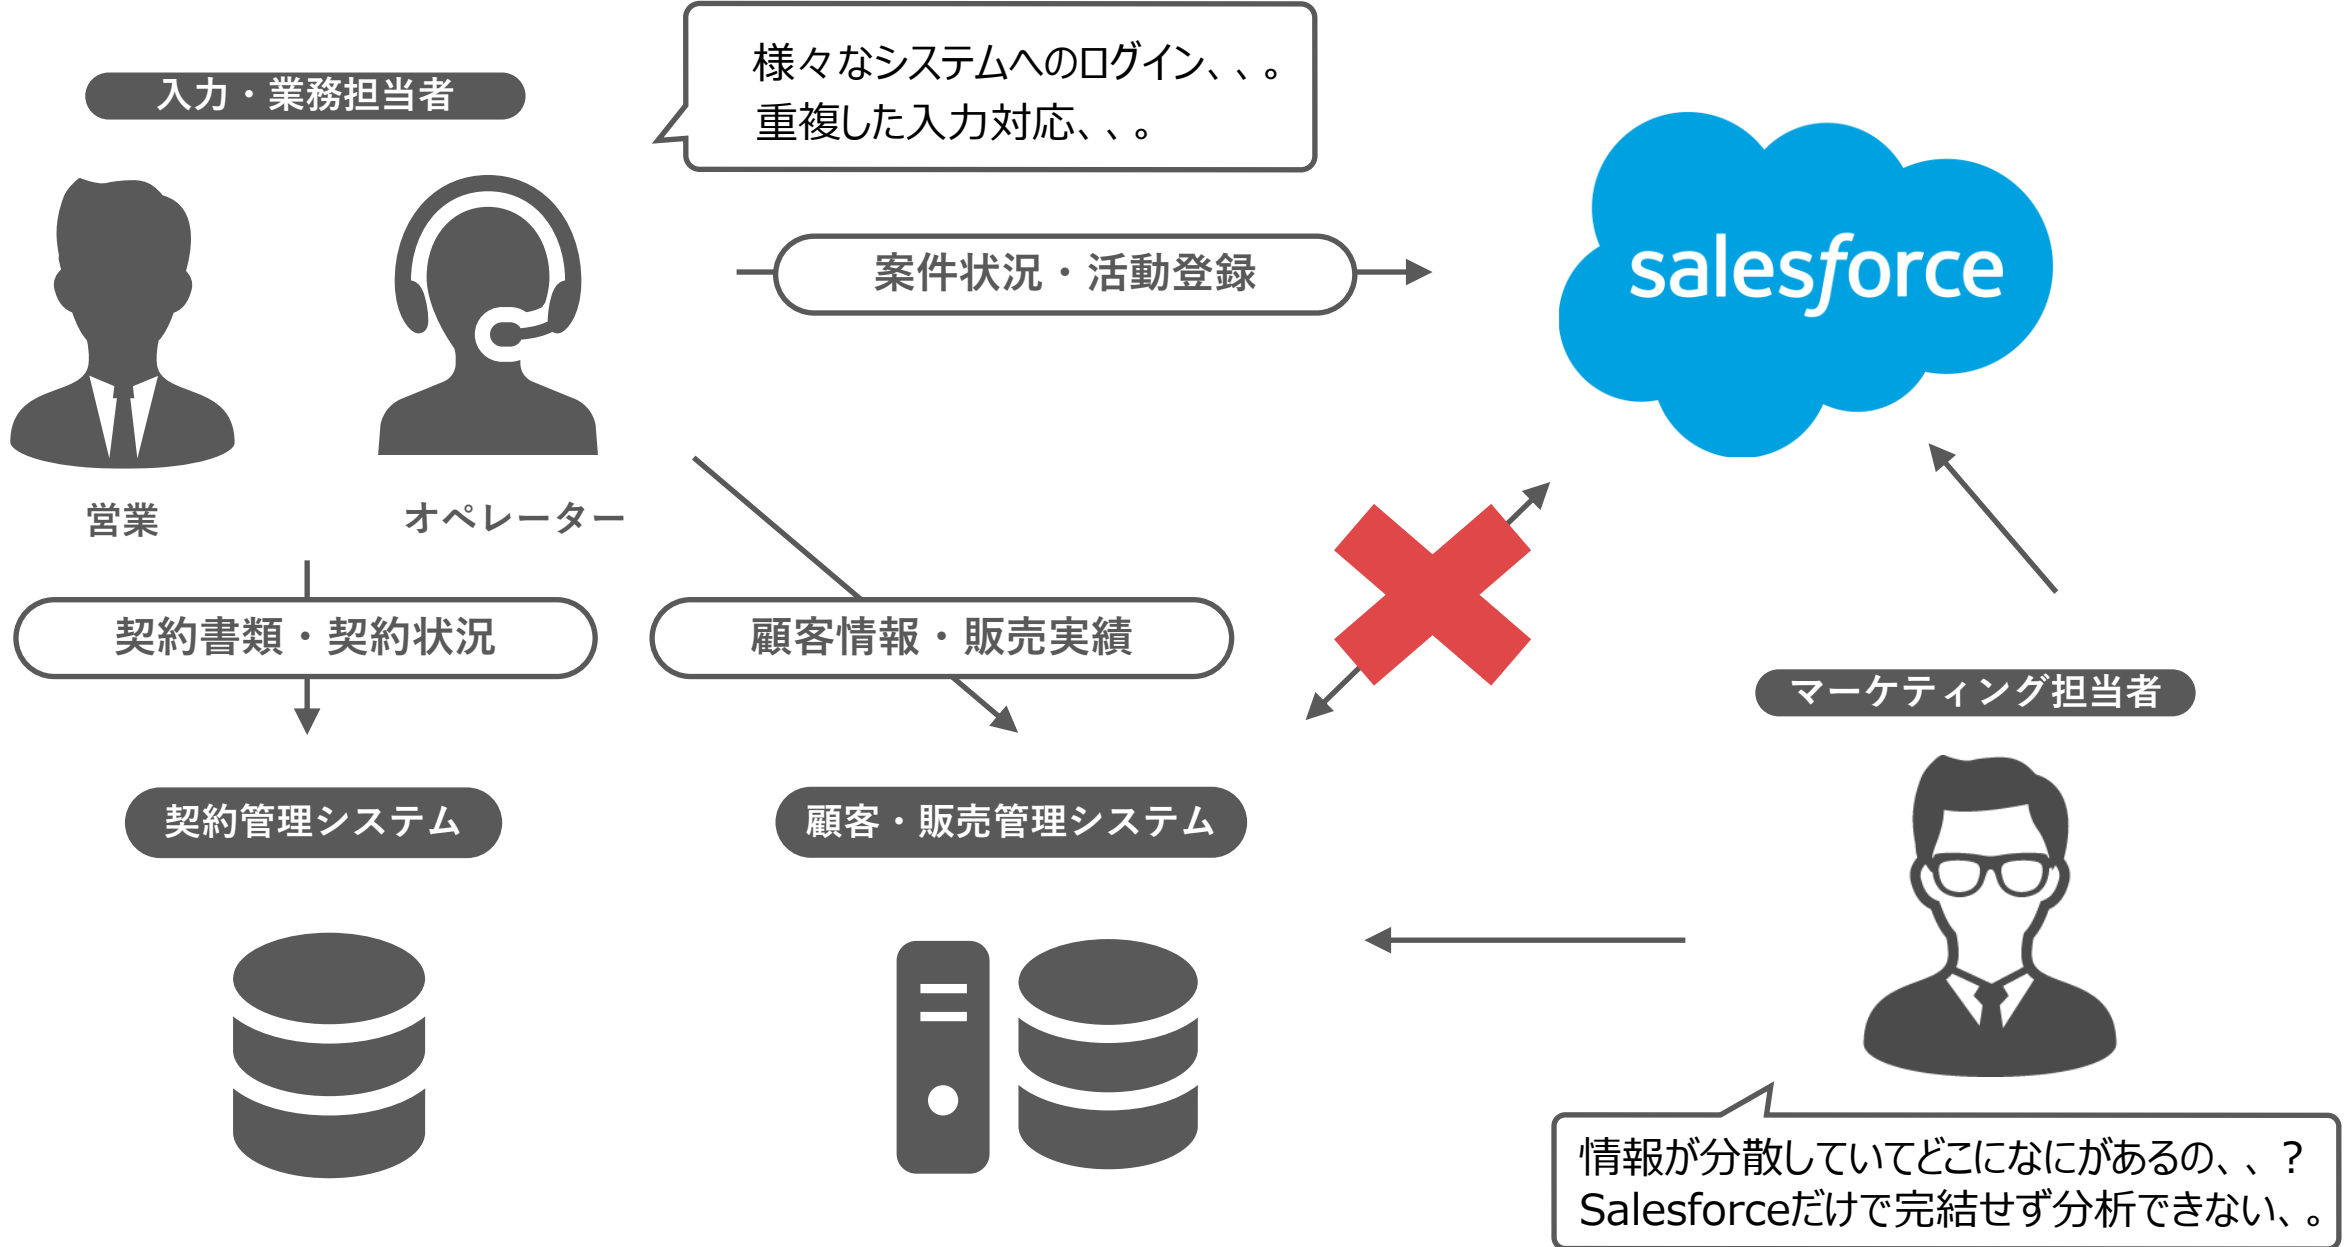 様々なシステムへのログイン、、。
重複した入力対応、、。
入力・業務担当者
案件状況・活動登録
salesforce
営業
オペレーター
契約書類・契約状況
顧客情報・販売実績
マーケティング担当者
契約管理システム
顧客・販売管理システム
情報が分散していてどこになにがあるの、、？
Salesforceだけで完結せず分析できない、。